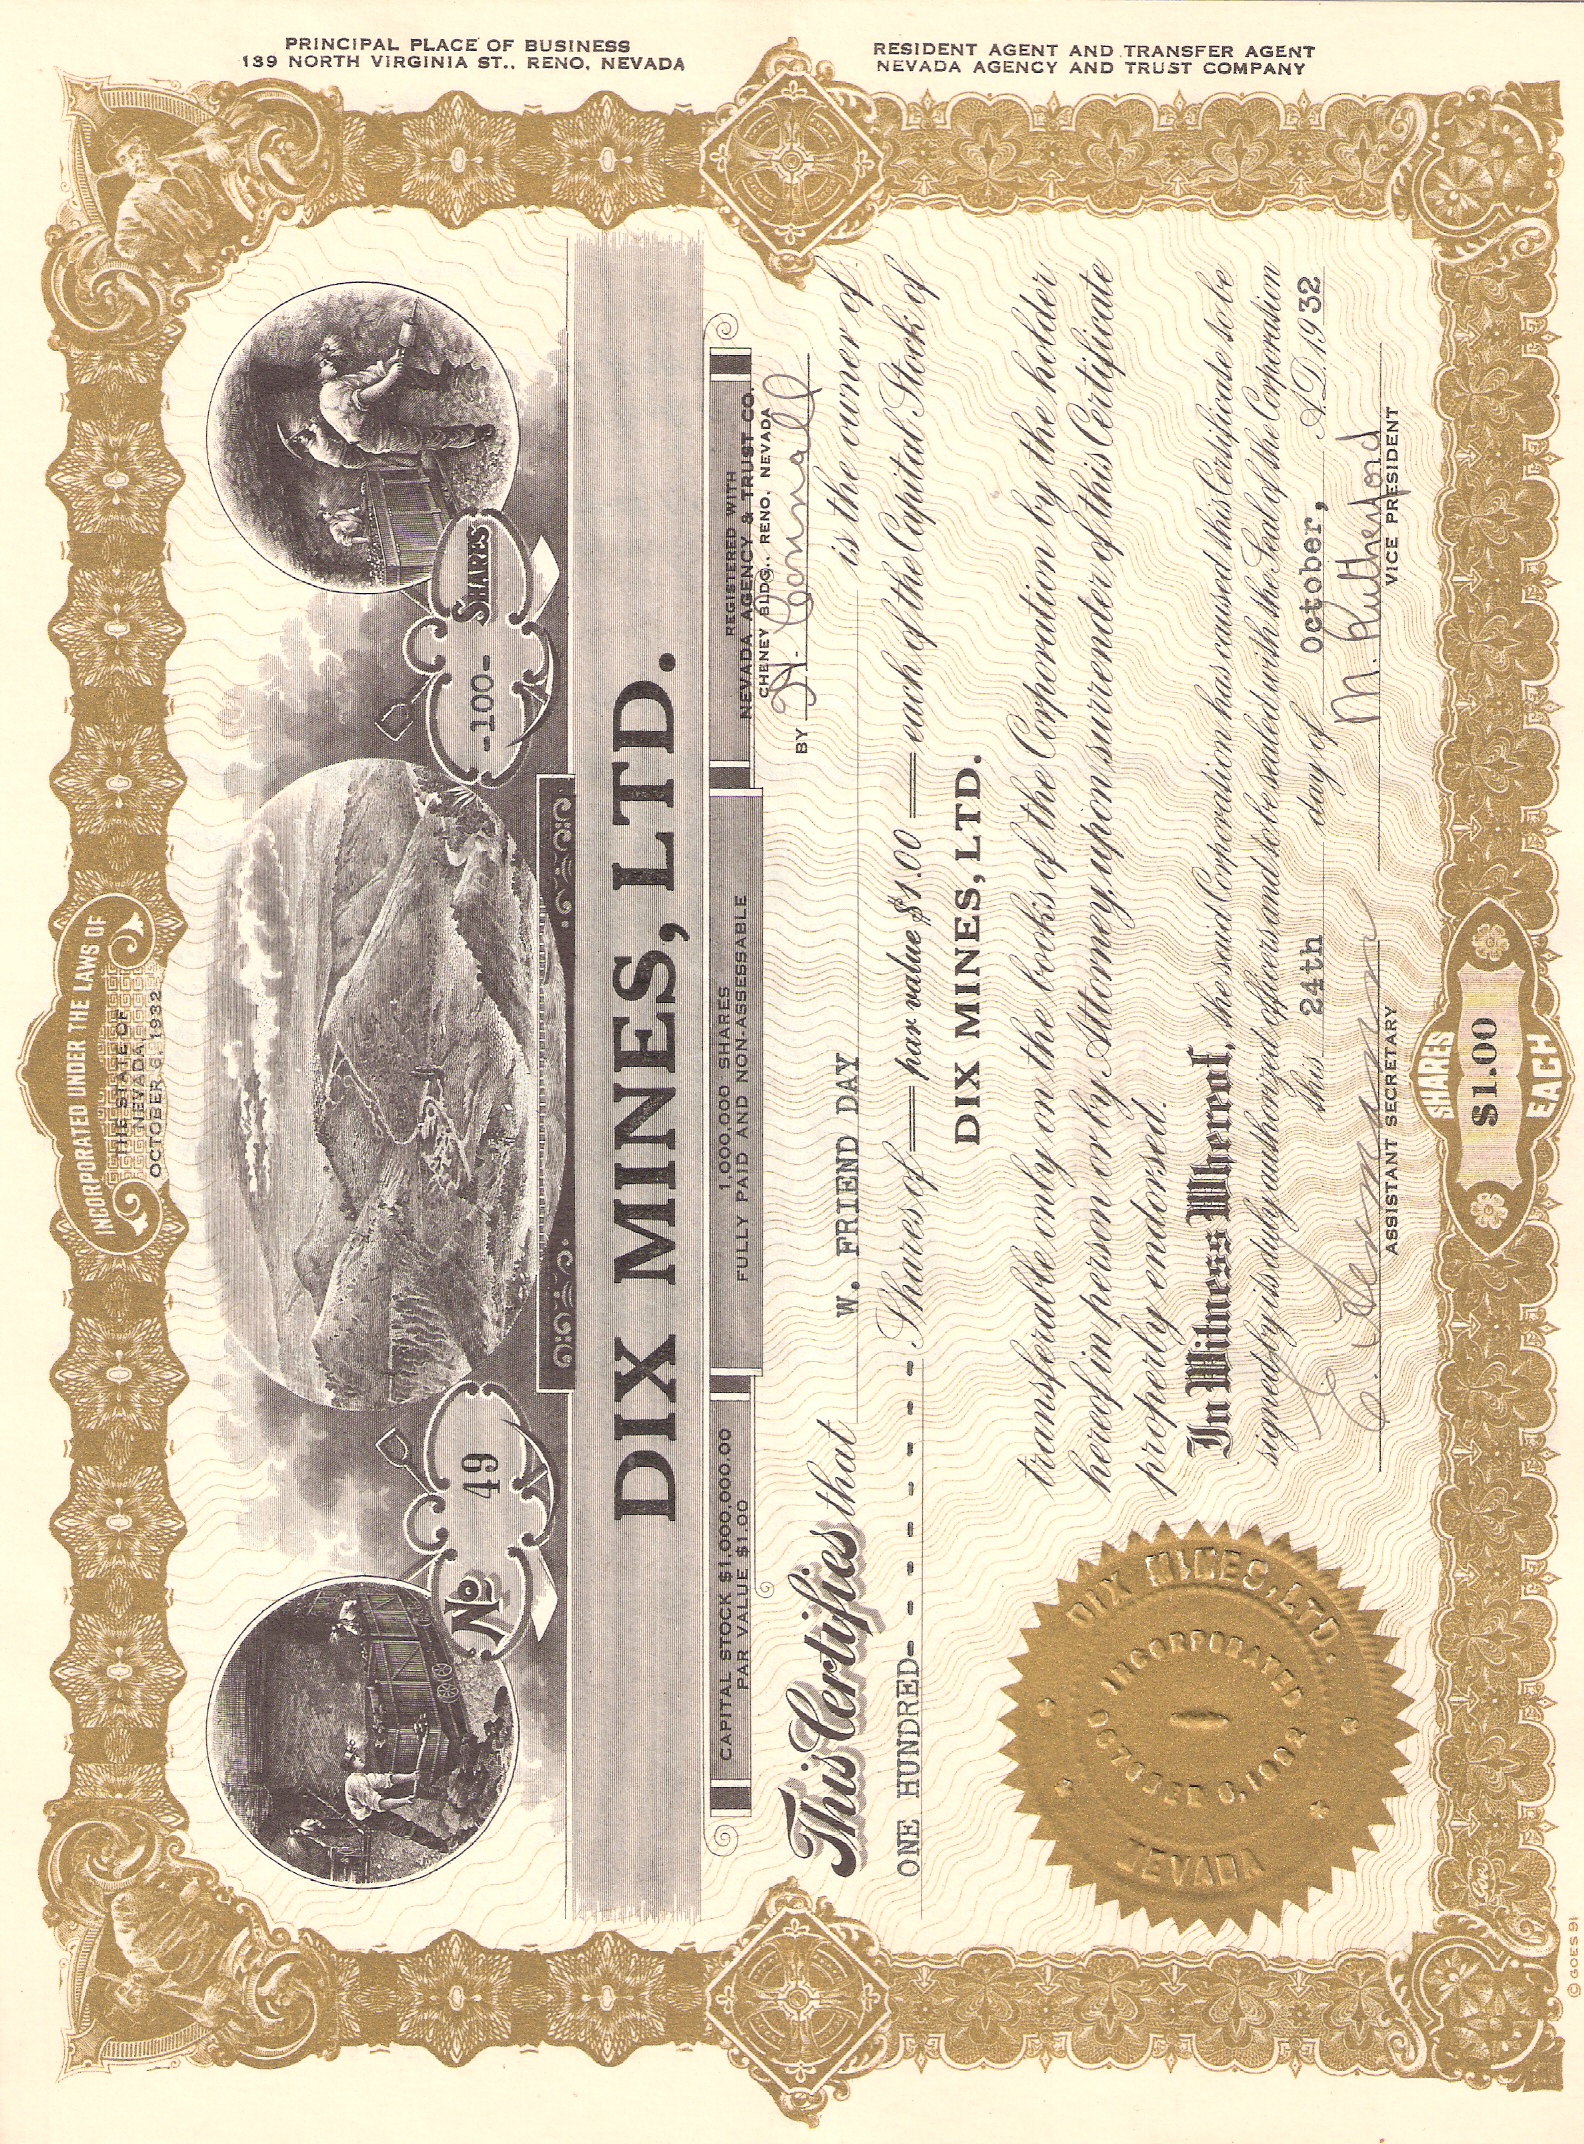 PRINCIPAL PLACE OF BUSINESS
139 NORTH VIRGINIA ST., RENO, NEVADA
RESIDENT AGENT AND TRANSFER AGENT
NEVADA AGENCY AND TRUST COMPANY
INCORPORATED UNDER THE LAWS OF
THE STATE OF
NEVADA
OCTOBER 6, 1932
No 49
-100- SHARES
DIX MINES, LTD.
CAPITAL STOCK $1,000,000.00
PAR VALUE $1.00
1,000,000 SHARES
FULLY PAID AND NON-ASSESSABLE
REGISTERED WITH
NEVADA AGENCY & TRUST CO.
CHENEY BLDG., RENO, NEVADA
BY H.
This Certifies that W. FRIEND DAY is the owner of
ONE HUNDRED- - - - - - - - - Shares of par value $1.00 each of the Capital Stock of
DIX MINES, LTD.
transferable only on the books of the Corporation by the holder
hereof in person or by Attorney, upon surrender of this Certificate
properly endorsed.
In Witness Whereof, the said Corporation has caused this Certificate to be
signed by its duly authorized officers and to be sealed with the Seal of the Corporation
this 24th day of October, A.D. 1932
M. Rutherford
ASSISTANT SECRETARY
VICE PRESIDENT
DIX MINES, LTD.
INCORPORATED
OCTOBER 6, 1932
NEVADA
SHARES
$1.00
EACH
Goes
© GOES 91